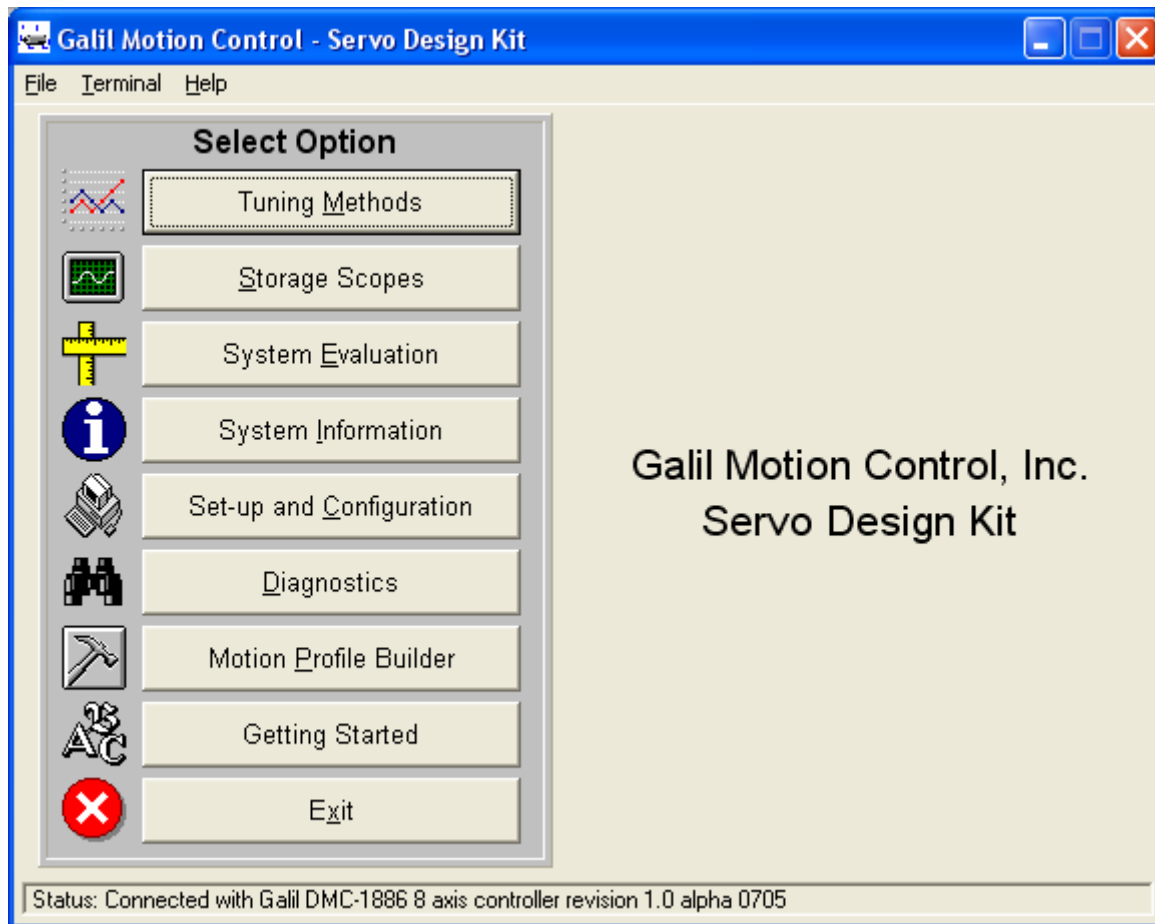 Galil Motion Control - Servo Design Kit
File Terminal Help
Select Option
Tuning Methods
Storage Scopes
System Evaluation
System Information
Set-up and Configuration
Diagnostics
Motion Profile Builder
Getting Started
Exit
Galil Motion Control, Inc.
Servo Design Kit
Status: Connected with Galil DMC-1886 8 axis controller revision 1.0 alpha 0705